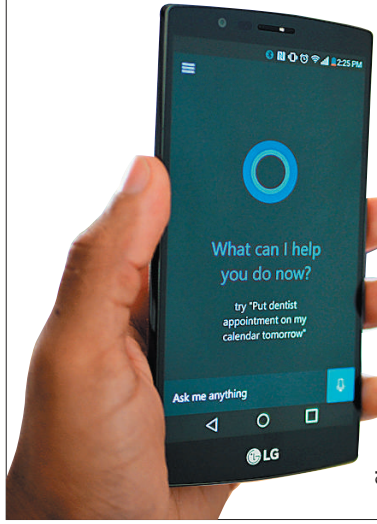 2:25 PM
What can I help
you do now?
try "Put dentist
appointment on my
calendar tomorrow"
Ask me anything
LG